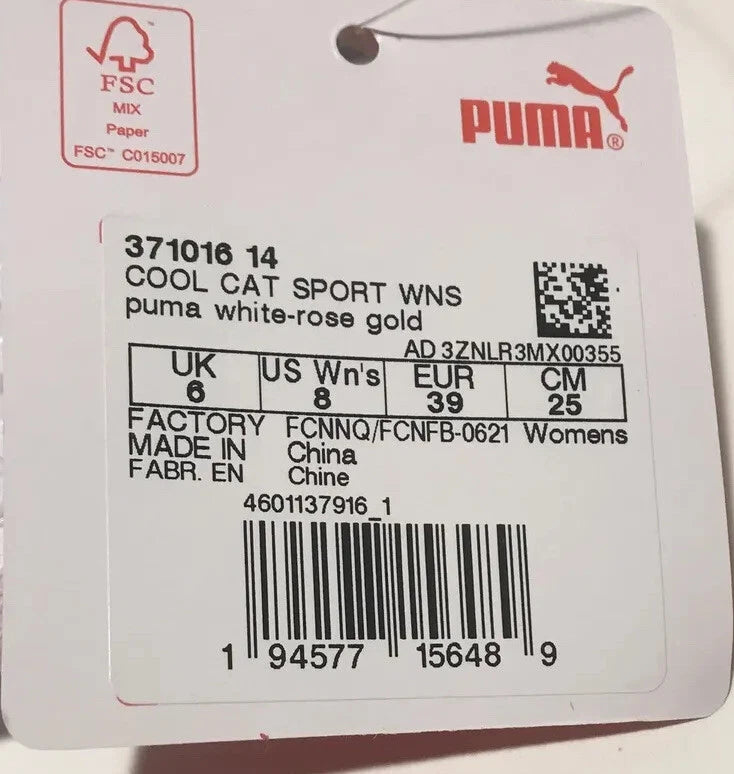 FSC
MIX
Paper
FSC™ C015007
PUMA®
371016 14
COOL CAT SPORT WNS
puma white-rose gold
AD 3ZNLR3MX00355
UK US Wn's EUR CM
6 8 39 25
FACTORY FCNNQ/FCNFB-0621 Womens
MADE IN China
FABR. EN Chine
4601137916_1
1 94577 15648 9